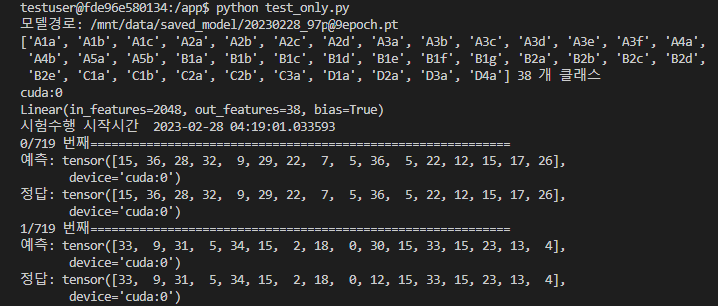 testuser@fde96e580134:/app$ python test_only.py
모델경로: /mnt/data/saved_model/20230228_97p@9epoch.pt
['A1a', 'A1b', 'A1c', 'A2a', 'A2b', 'A2c', 'A2d', 'A3a', 'A3b', 'A3c', 'A3d', 'A3e', 'A3f', 'A4a',
'A4b', 'A5a', 'A5b', 'B1a', 'B1b', 'B1c', 'B1d', 'B1e', 'B1f', 'B1g', 'B2a', 'B2b', 'B2c', 'B2d',
'B2e', 'C1a', 'C1b', 'C2a', 'C2b', 'C3a', 'D1a', 'D2a', 'D3a', 'D4a'] 38 개 클래스
cuda:0
Linear(in_features=2048, out_features=38, bias=True)
시험수행 시작시간  2023-02-28 04:19:01.033593
0/719 번째============================================================
예측: tensor([15, 36, 28, 32,  9, 29, 22,  7,  5, 36,  5, 22, 12, 15, 17, 26],
device='cuda:0')
정답: tensor([15, 36, 28, 32,  9, 29, 22,  7,  5, 36,  5, 22, 12, 15, 17, 26],
device='cuda:0')
1/719 번째============================================================
예측: tensor([33,  9, 31,  5, 34, 15,  2, 18,  0, 30, 15, 33, 15, 23, 13,  4],
device='cuda:0')
정답: tensor([33,  9, 31,  5, 34, 15,  2, 18,  0, 12, 15, 33, 15, 23, 13,  4],
device='cuda:0')